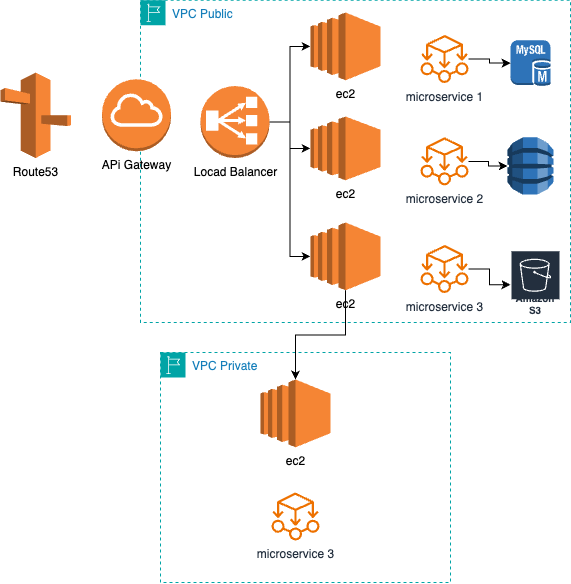 VPC Public
MySQL
M
ec2
microservice 1
Route53
APi Gateway
Locad Balancer
ec2
microservice 2
ec2
microservice 3
Amazon
S3
VPC Private
ec2
microservice 3